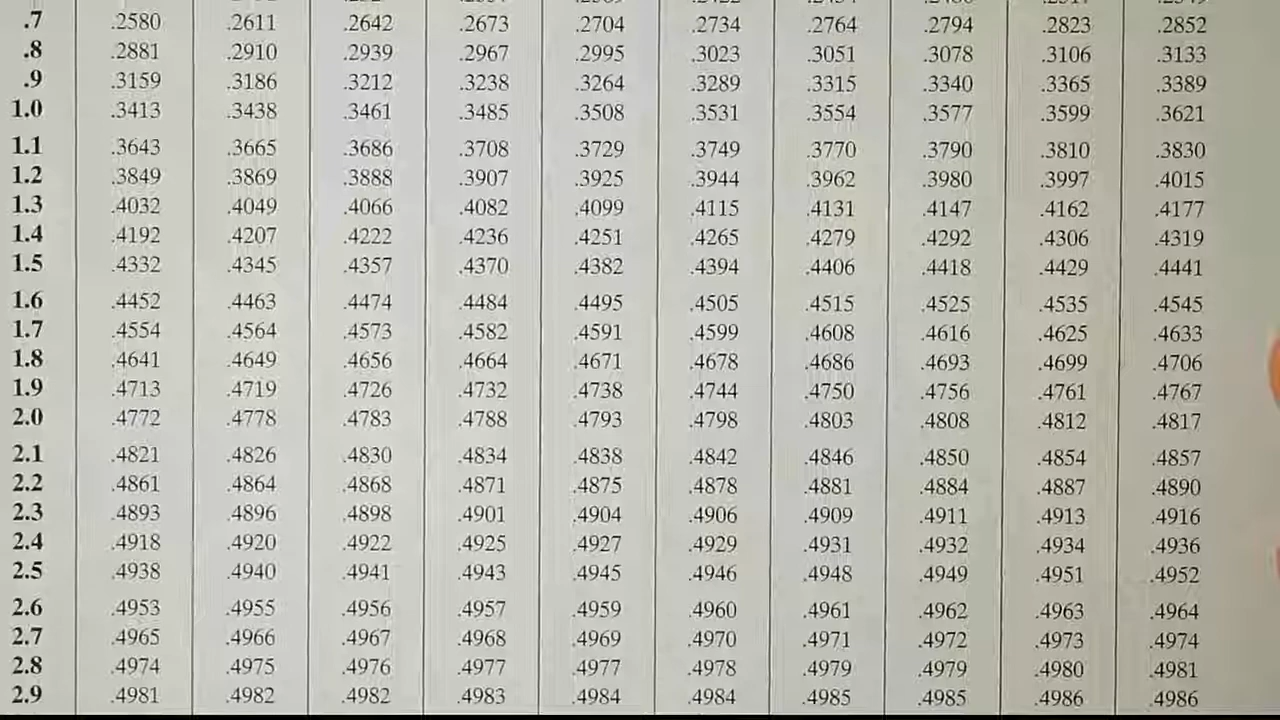 .7 .2580 .2611 .2642 .2673 .2704 .2734 .2764 .2794 .2823 .2852
.8 .2881 .2910 .2939 .2967 .2995 .3023 .3051 .3078 .3106 .3133
.9 .3159 .3186 .3212 .3238 .3264 .3289 .3315 .3340 .3365 .3389
1.0 .3413 .3438 .3461 .3485 .3508 .3531 .3554 .3577 .3599 .3621
1.1 .3643 .3665 .3686 .3708 .3729 .3749 .3770 .3790 .3810 .3830
1.2 .3849 .3869 .3888 .3907 .3925 .3944 .3962 .3980 .3997 .4015
1.3 .4032 .4049 .4066 .4082 .4099 .4115 .4131 .4147 .4162 .4177
1.4 .4192 .4207 .4222 .4236 .4251 .4265 .4279 .4292 .4306 .4319
1.5 .4332 .4345 .4357 .4370 .4382 .4394 .4406 .4418 .4429 .4441
1.6 .4452 .4463 .4474 .4484 .4495 .4505 .4515 .4525 .4535 .4545
1.7 .4554 .4564 .4573 .4582 .4591 .4599 .4608 .4616 .4625 .4633
1.8 .4641 .4649 .4656 .4664 .4671 .4678 .4686 .4693 .4699 .4706
1.9 .4713 .4719 .4726 .4732 .4738 .4744 .4750 .4756 .4761 .4767
2.0 .4772 .4778 .4783 .4788 .4793 .4798 .4803 .4808 .4812 .4817
2.1 .4821 .4826 .4830 .4834 .4838 .4842 .4846 .4850 .4854 .4857
2.2 .4861 .4864 .4868 .4871 .4875 .4878 .4881 .4884 .4887 .4890
2.3 .4893 .4896 .4898 .4901 .4904 .4906 .4909 .4911 .4913 .4916
2.4 .4918 .4920 .4922 .4925 .4927 .4929 .4931 .4932 .4934 .4936
2.5 .4938 .4940 .4941 .4943 .4945 .4946 .4948 .4949 .4951 .4952
2.6 .4953 .4955 .4956 .4957 .4959 .4960 .4961 .4962 .4963 .4964
2.7 .4965 .4966 .4967 .4968 .4969 .4970 .4971 .4972 .4973 .4974
2.8 .4974 .4975 .4976 .4977 .4977 .4978 .4979 .4979 .4980 .4981
2.9 .4981 .4982 .4982 .4983 .4984 .4984 .4985 .4985 .4986 .4986